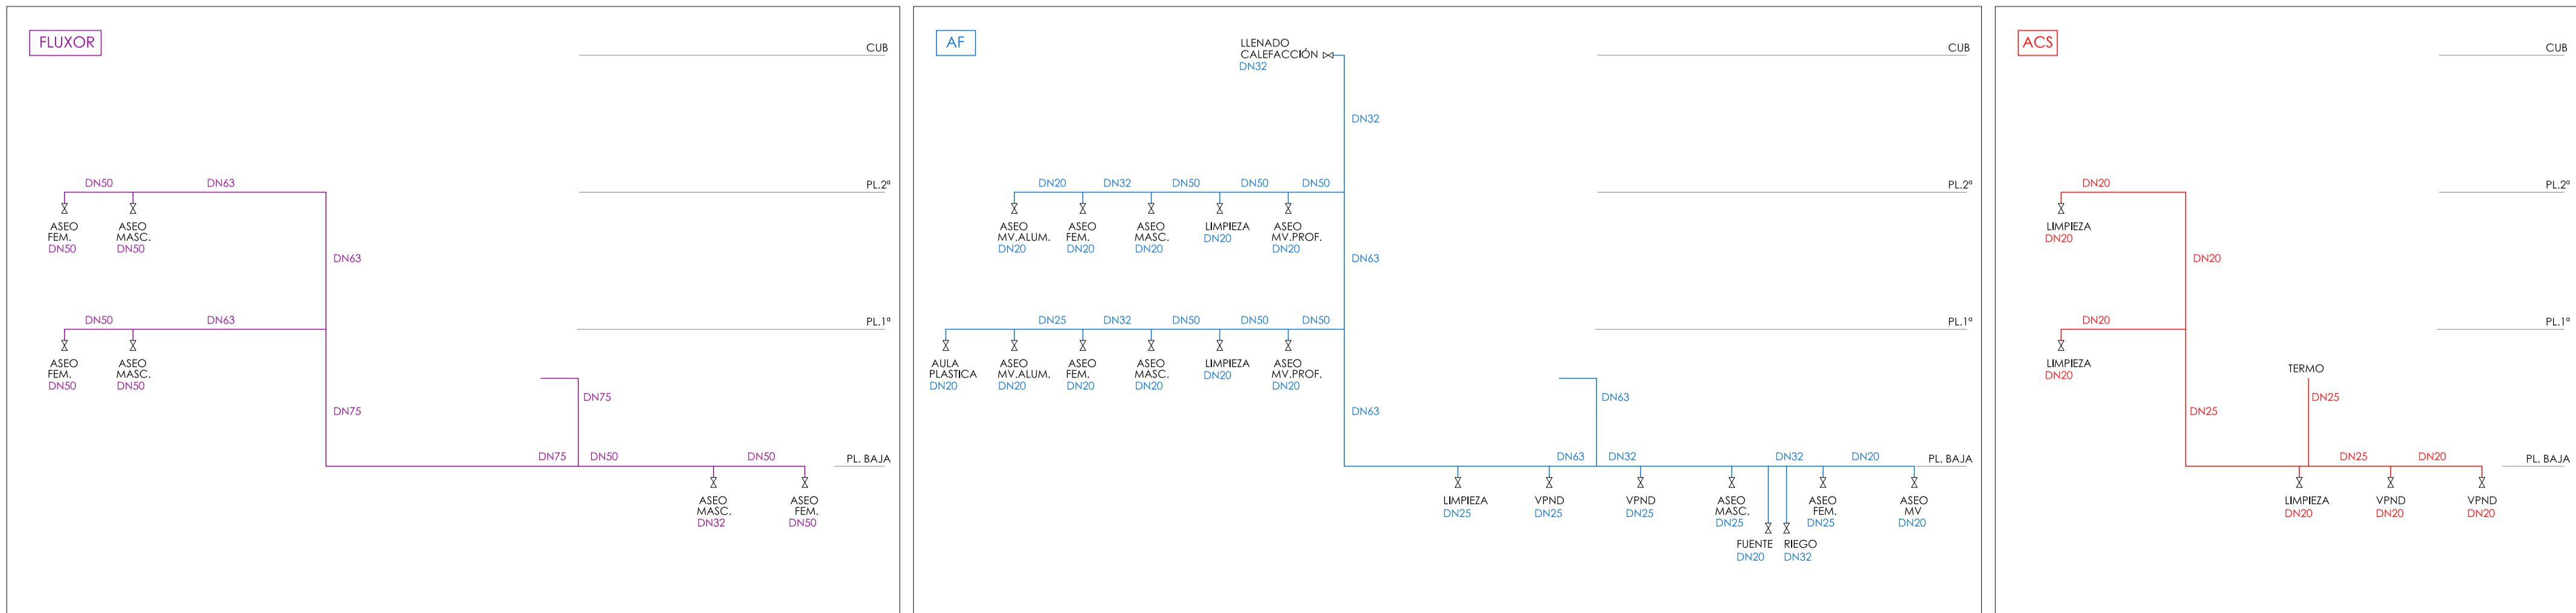 FLUXOR
CUB
DN50
DN63
PL.2ª
ASEO
FEM.
DN50
ASEO
MASC.
DN50
DN63
DN50
DN63
PL.1ª
ASEO
FEM.
DN50
ASEO
MASC.
DN50
DN75
DN75
DN75
DN50
DN50
PL. BAJA
ASEO
MASC.
DN32
ASEO
FEM.
DN50
AF
LLENADO
CALEFACCIÓN
DN32
CUB
DN32
DN20
DN32
DN50
DN50
DN50
PL.2ª
ASEO
MV.ALUM.
DN20
ASEO
FEM.
DN20
ASEO
MASC.
DN20
LIMPIEZA
DN20
ASEO
MV.PROF.
DN20
DN63
DN25
DN32
DN50
DN50
DN50
PL.1ª
AULA
PLASTICA
DN20
ASEO
MV.ALUM.
DN20
ASEO
FEM.
DN20
ASEO
MASC.
DN20
LIMPIEZA
DN20
ASEO
MV.PROF.
DN20
DN63
DN63
DN63
DN32
DN32
DN20
PL. BAJA
LIMPIEZA
DN25
VPND
DN25
VPND
DN25
ASEO
MASC.
DN25
ASEO
FEM.
DN25
ASEO
MV
DN20
FUENTE
DN20
RIEGO
DN32
ACS
CUB
DN20
PL.2ª
LIMPIEZA
DN20
DN20
DN20
PL.1ª
LIMPIEZA
DN20
TERMO
DN25
DN25
DN25
DN20
PL. BAJA
LIMPIEZA
DN20
VPND
DN20
VPND
DN20